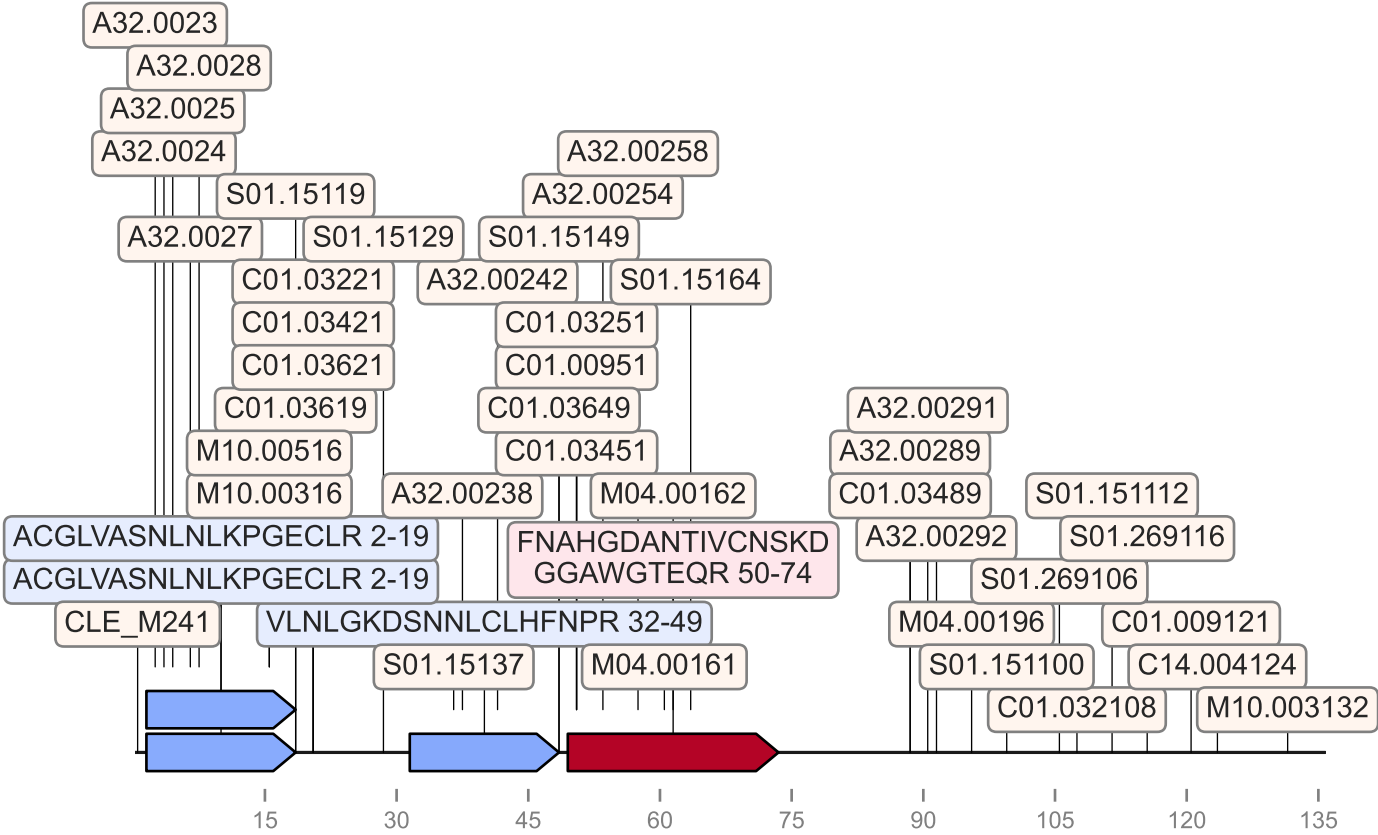 A32.0023
A32.0028
A32.0025
A32.0024
A32.00258
S01.15119
A32.00254
A32.0027
S01.15129
S01.15149
C01.03221
A32.00242
S01.15164
C01.03421
C01.03251
C01.03621
C01.00951
C01.03619
C01.03649
A32.00291
M10.00516
C01.03451
A32.00289
M10.00316
A32.00238
M04.00162
C01.03489
S01.151112
ACGLVASNLNLKPGECLR 2-19
FNAHGDANTIVCNSKD
GGAWGTEQR 50-74
A32.00292
S01.269116
ACGLVASNLNLKPGECLR 2-19
S01.269106
CLE_M241
VLNLGKDSNNLCLHFNPR 32-49
M04.00196
C01.009121
S01.15137
M04.00161
S01.151100
C14.004124
C01.032108
M10.003132
15 30 45 60 75 90 105 120 135